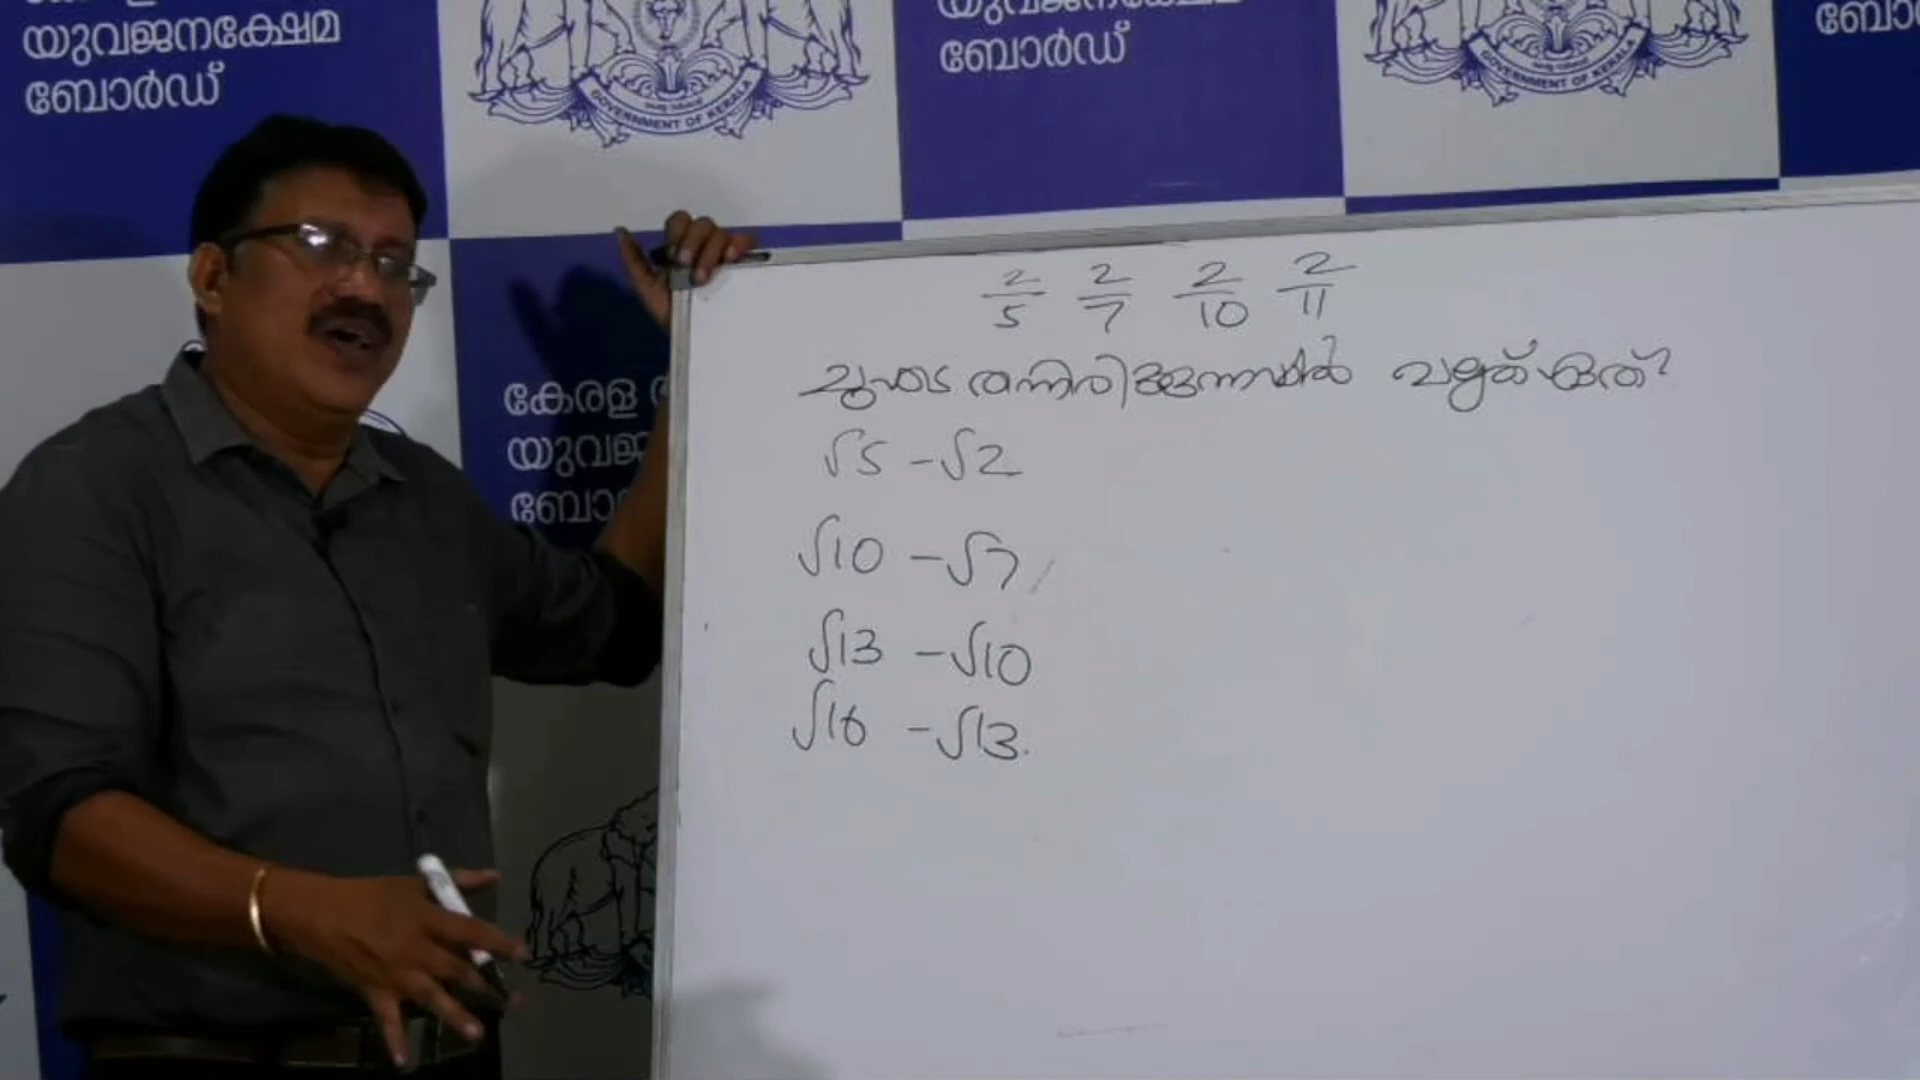 യുവജനക്ഷേമ
ബോർഡ്
GOVERNMENT OF KERALA
ബോർഡ്
GOVERNMENT OF KERALA
കേരള
2/5 2/7 2/10 2/11
ചുവടെ തന്നിരിക്കുന്നവയിൽ വലുത് ഏത്?
√5 - √2
√10 - √7
√13 - √10
√16 - √13.